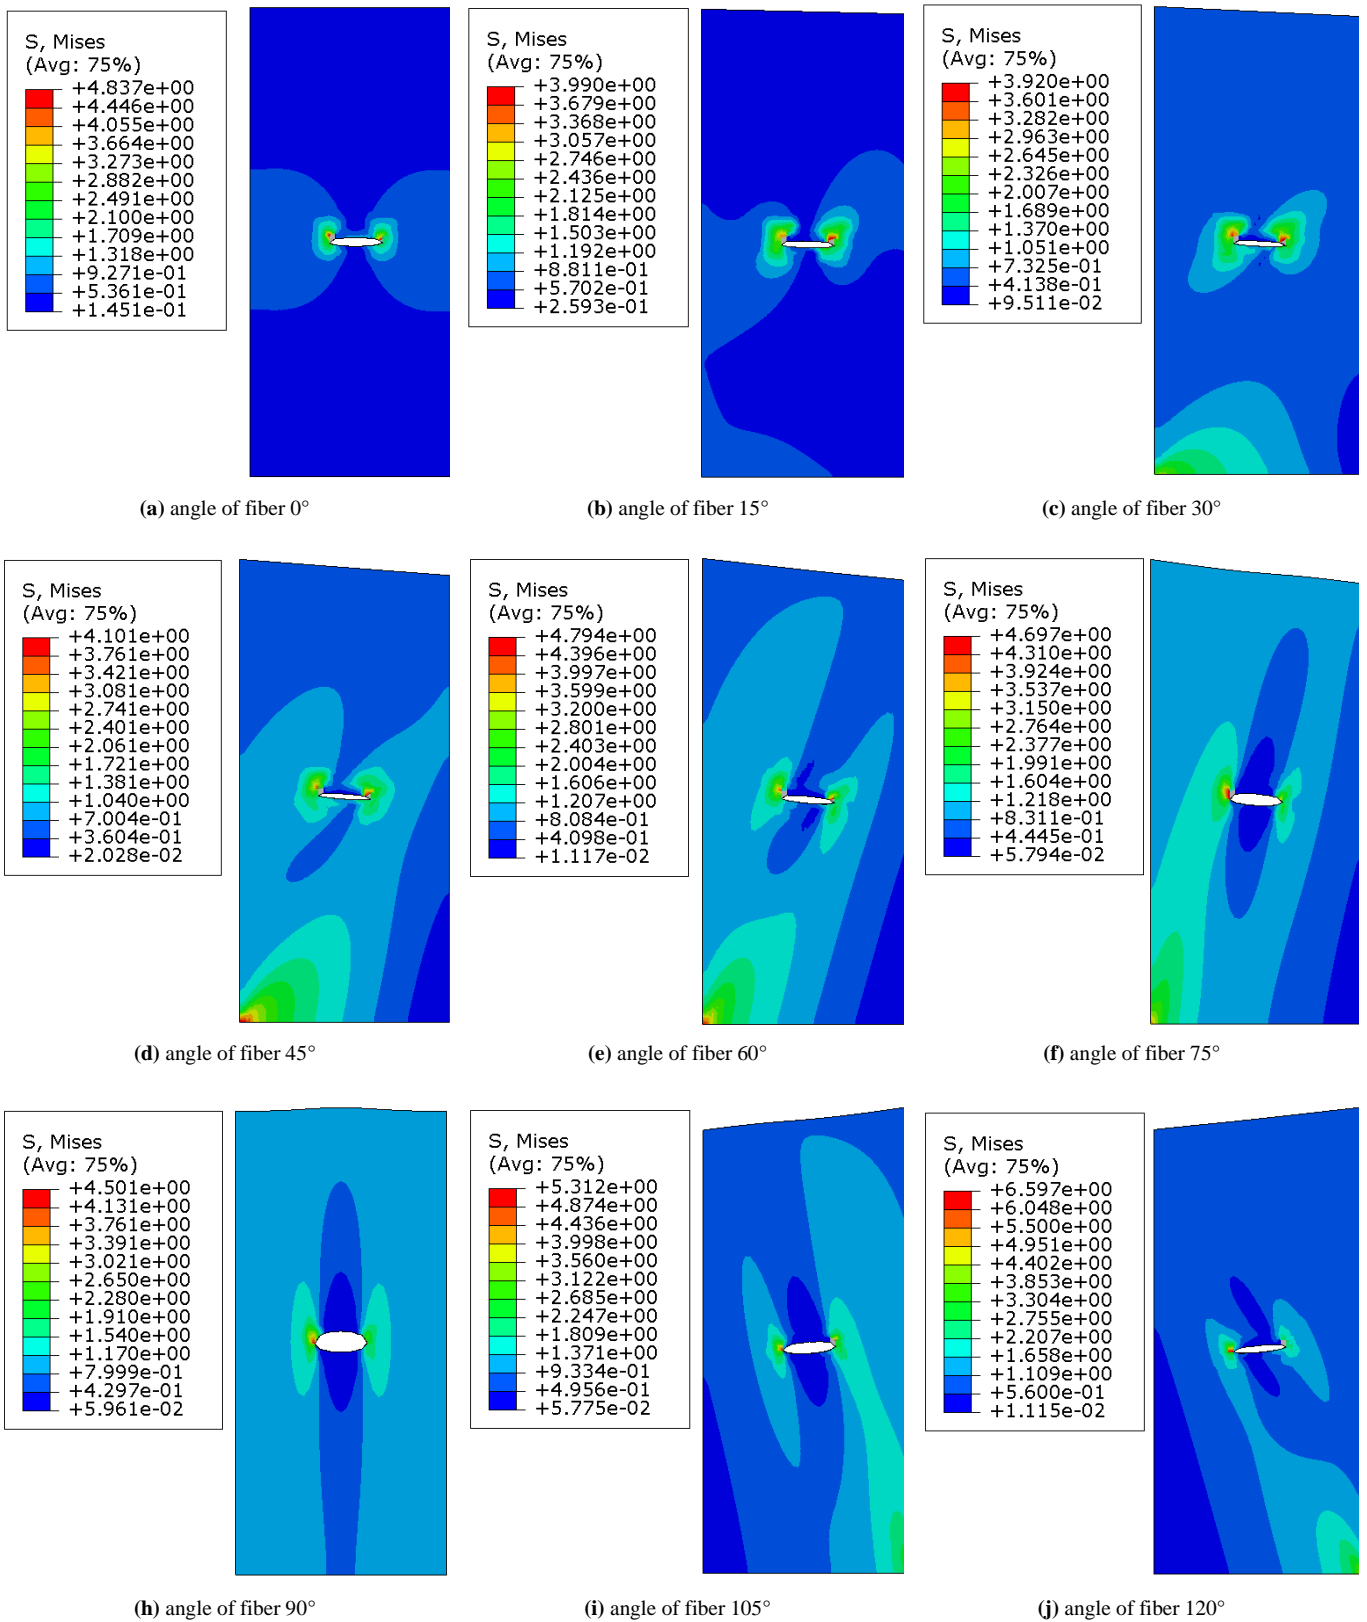 S, Mises
(Avg: 75%)
+4.837e+00
+4.446e+00
+4.055e+00
+3.664e+00
+3.273e+00
+2.882e+00
+2.491e+00
+2.100e+00
+1.709e+00
+1.318e+00
+9.271e-01
+5.361e-01
+1.451e-01
(a) angle of fiber 0°
S, Mises
(Avg: 75%)
+3.990e+00
+3.679e+00
+3.368e+00
+3.057e+00
+2.746e+00
+2.436e+00
+2.125e+00
+1.814e+00
+1.503e+00
+1.192e+00
+8.811e-01
+5.702e-01
+2.593e-01
(b) angle of fiber 15°
S, Mises
(Avg: 75%)
+3.920e+00
+3.601e+00
+3.282e+00
+2.963e+00
+2.645e+00
+2.326e+00
+2.007e+00
+1.689e+00
+1.370e+00
+1.051e+00
+7.325e-01
+4.138e-01
+9.511e-02
(c) angle of fiber 30°
S, Mises
(Avg: 75%)
+4.101e+00
+3.761e+00
+3.421e+00
+3.081e+00
+2.741e+00
+2.401e+00
+2.061e+00
+1.721e+00
+1.381e+00
+1.040e+00
+7.004e-01
+3.604e-01
+2.028e-02
(d) angle of fiber 45°
S, Mises
(Avg: 75%)
+4.794e+00
+4.396e+00
+3.997e+00
+3.599e+00
+3.200e+00
+2.801e+00
+2.403e+00
+2.004e+00
+1.606e+00
+1.207e+00
+8.084e-01
+4.098e-01
+1.117e-02
(e) angle of fiber 60°
S, Mises
(Avg: 75%)
+4.697e+00
+4.310e+00
+3.924e+00
+3.537e+00
+3.150e+00
+2.764e+00
+2.377e+00
+1.991e+00
+1.604e+00
+1.218e+00
+8.311e-01
+4.445e-01
+5.794e-02
(f) angle of fiber 75°
S, Mises
(Avg: 75%)
+4.501e+00
+4.131e+00
+3.761e+00
+3.391e+00
+3.021e+00
+2.650e+00
+2.280e+00
+1.910e+00
+1.540e+00
+1.170e+00
+7.999e-01
+4.297e-01
+5.961e-02
(h) angle of fiber 90°
S, Mises
(Avg: 75%)
+5.312e+00
+4.874e+00
+4.436e+00
+3.998e+00
+3.560e+00
+3.122e+00
+2.685e+00
+2.247e+00
+1.809e+00
+1.371e+00
+9.334e-01
+4.956e-01
+5.775e-02
(i) angle of fiber 105°
S, Mises
(Avg: 75%)
+6.597e+00
+6.048e+00
+5.500e+00
+4.951e+00
+4.402e+00
+3.853e+00
+3.304e+00
+2.755e+00
+2.207e+00
+1.658e+00
+1.109e+00
+5.600e-01
+1.115e-02
(j) angle of fiber 120°